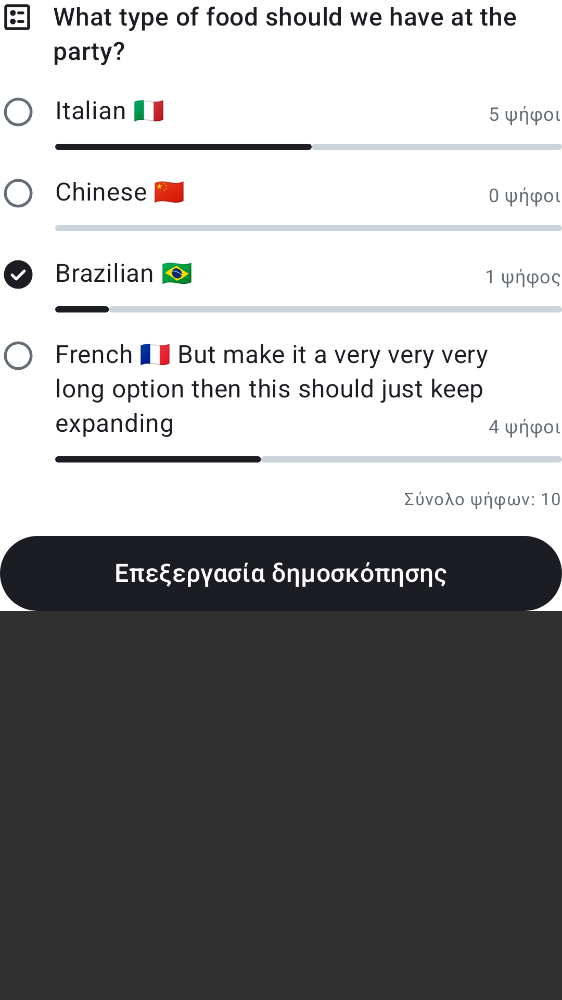 What type of food should we have at the
party?
Italian 🇮🇹
5 ψήφοι
Chinese 🇨🇳
0 ψήφοι
Brazilian 🇧🇷
1 ψήφος
French 🇫🇷 But make it a very very very
long option then this should just keep
expanding
4 ψήφοι
Σύνολο ψήφων: 10
Επεξεργασία δημοσκόπησης